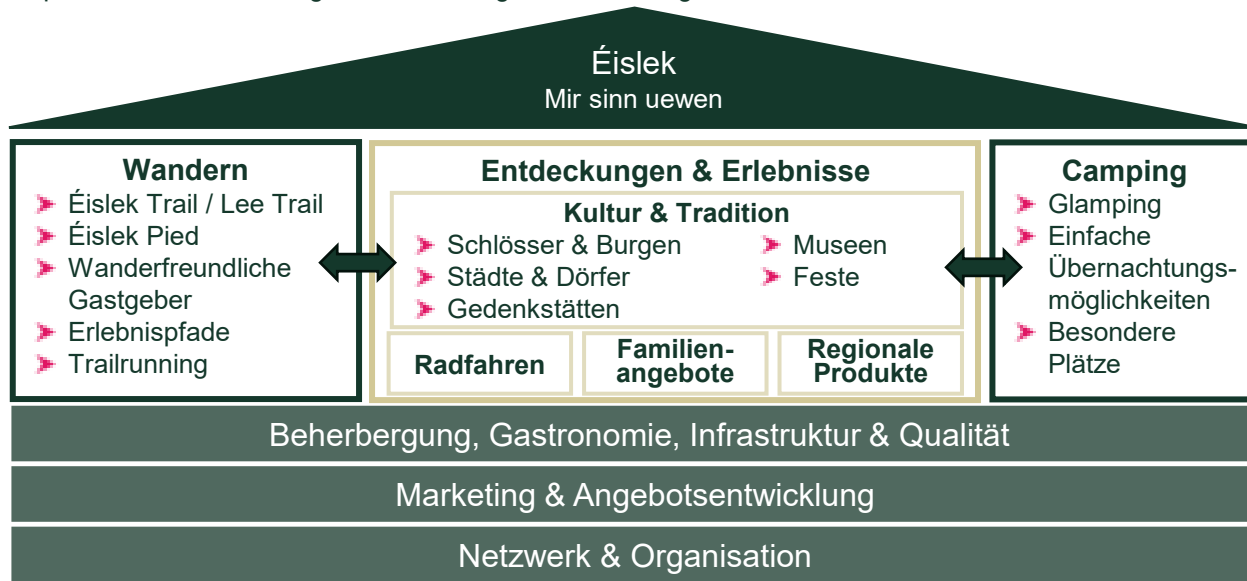 Éislek
Mir sinn uewen
Wandern
Éislek Trail / Lee Trail
Éislek Pied
Wanderfreundliche
Gastgeber
Erlebnispfade
Trailrunning
Entdeckungen & Erlebnisse
Kultur & Tradition
Schlösser & Burgen
Städte & Dörfer
Gedenkstätten
Museen
Feste
Radfahren
Familien-
angebote
Regionale
Produkte
Camping
Glamping
Einfache
Übernachtungs-
möglichkeiten
Besondere
Plätze
Beherbergung, Gastronomie, Infrastruktur & Qualität
Marketing & Angebotsentwicklung
Netzwerk & Organisation